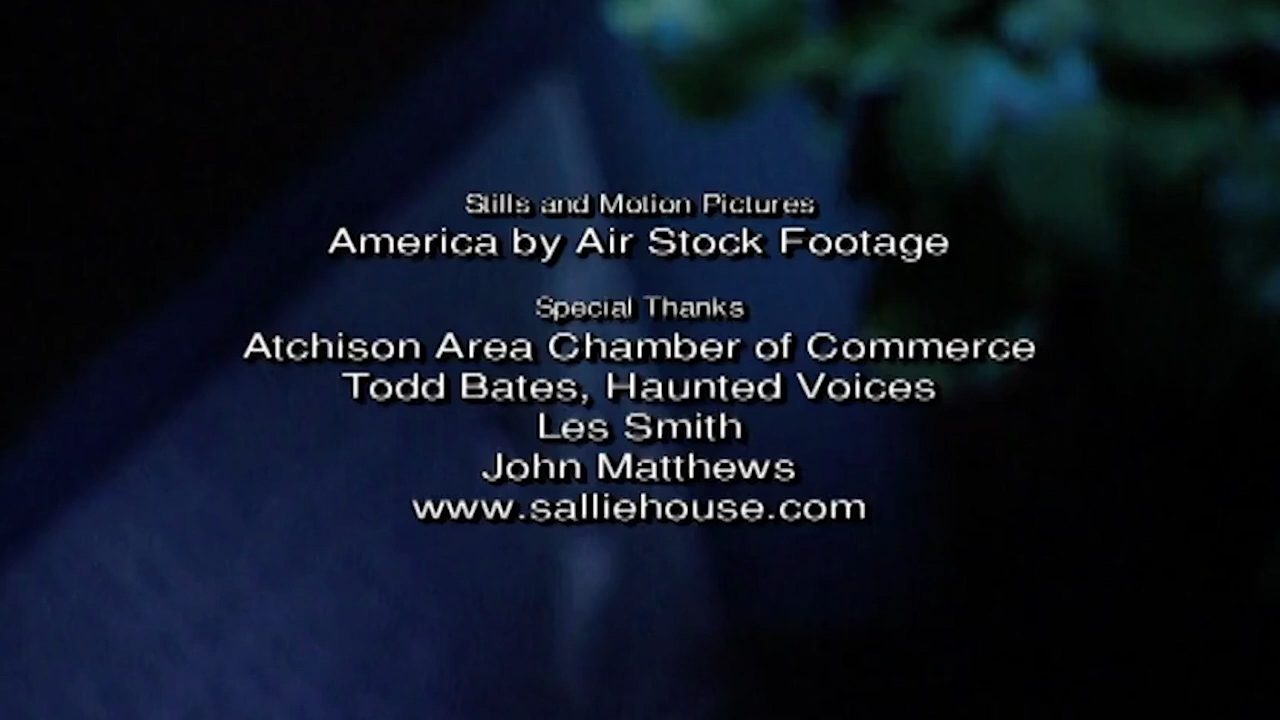 Stills and Motion Pictures
America by Air Stock Footage
Special Thanks
Atchison Area Chamber of Commerce
Todd Bates, Haunted Voices
Les Smith
John Matthews
www.salliehouse.com